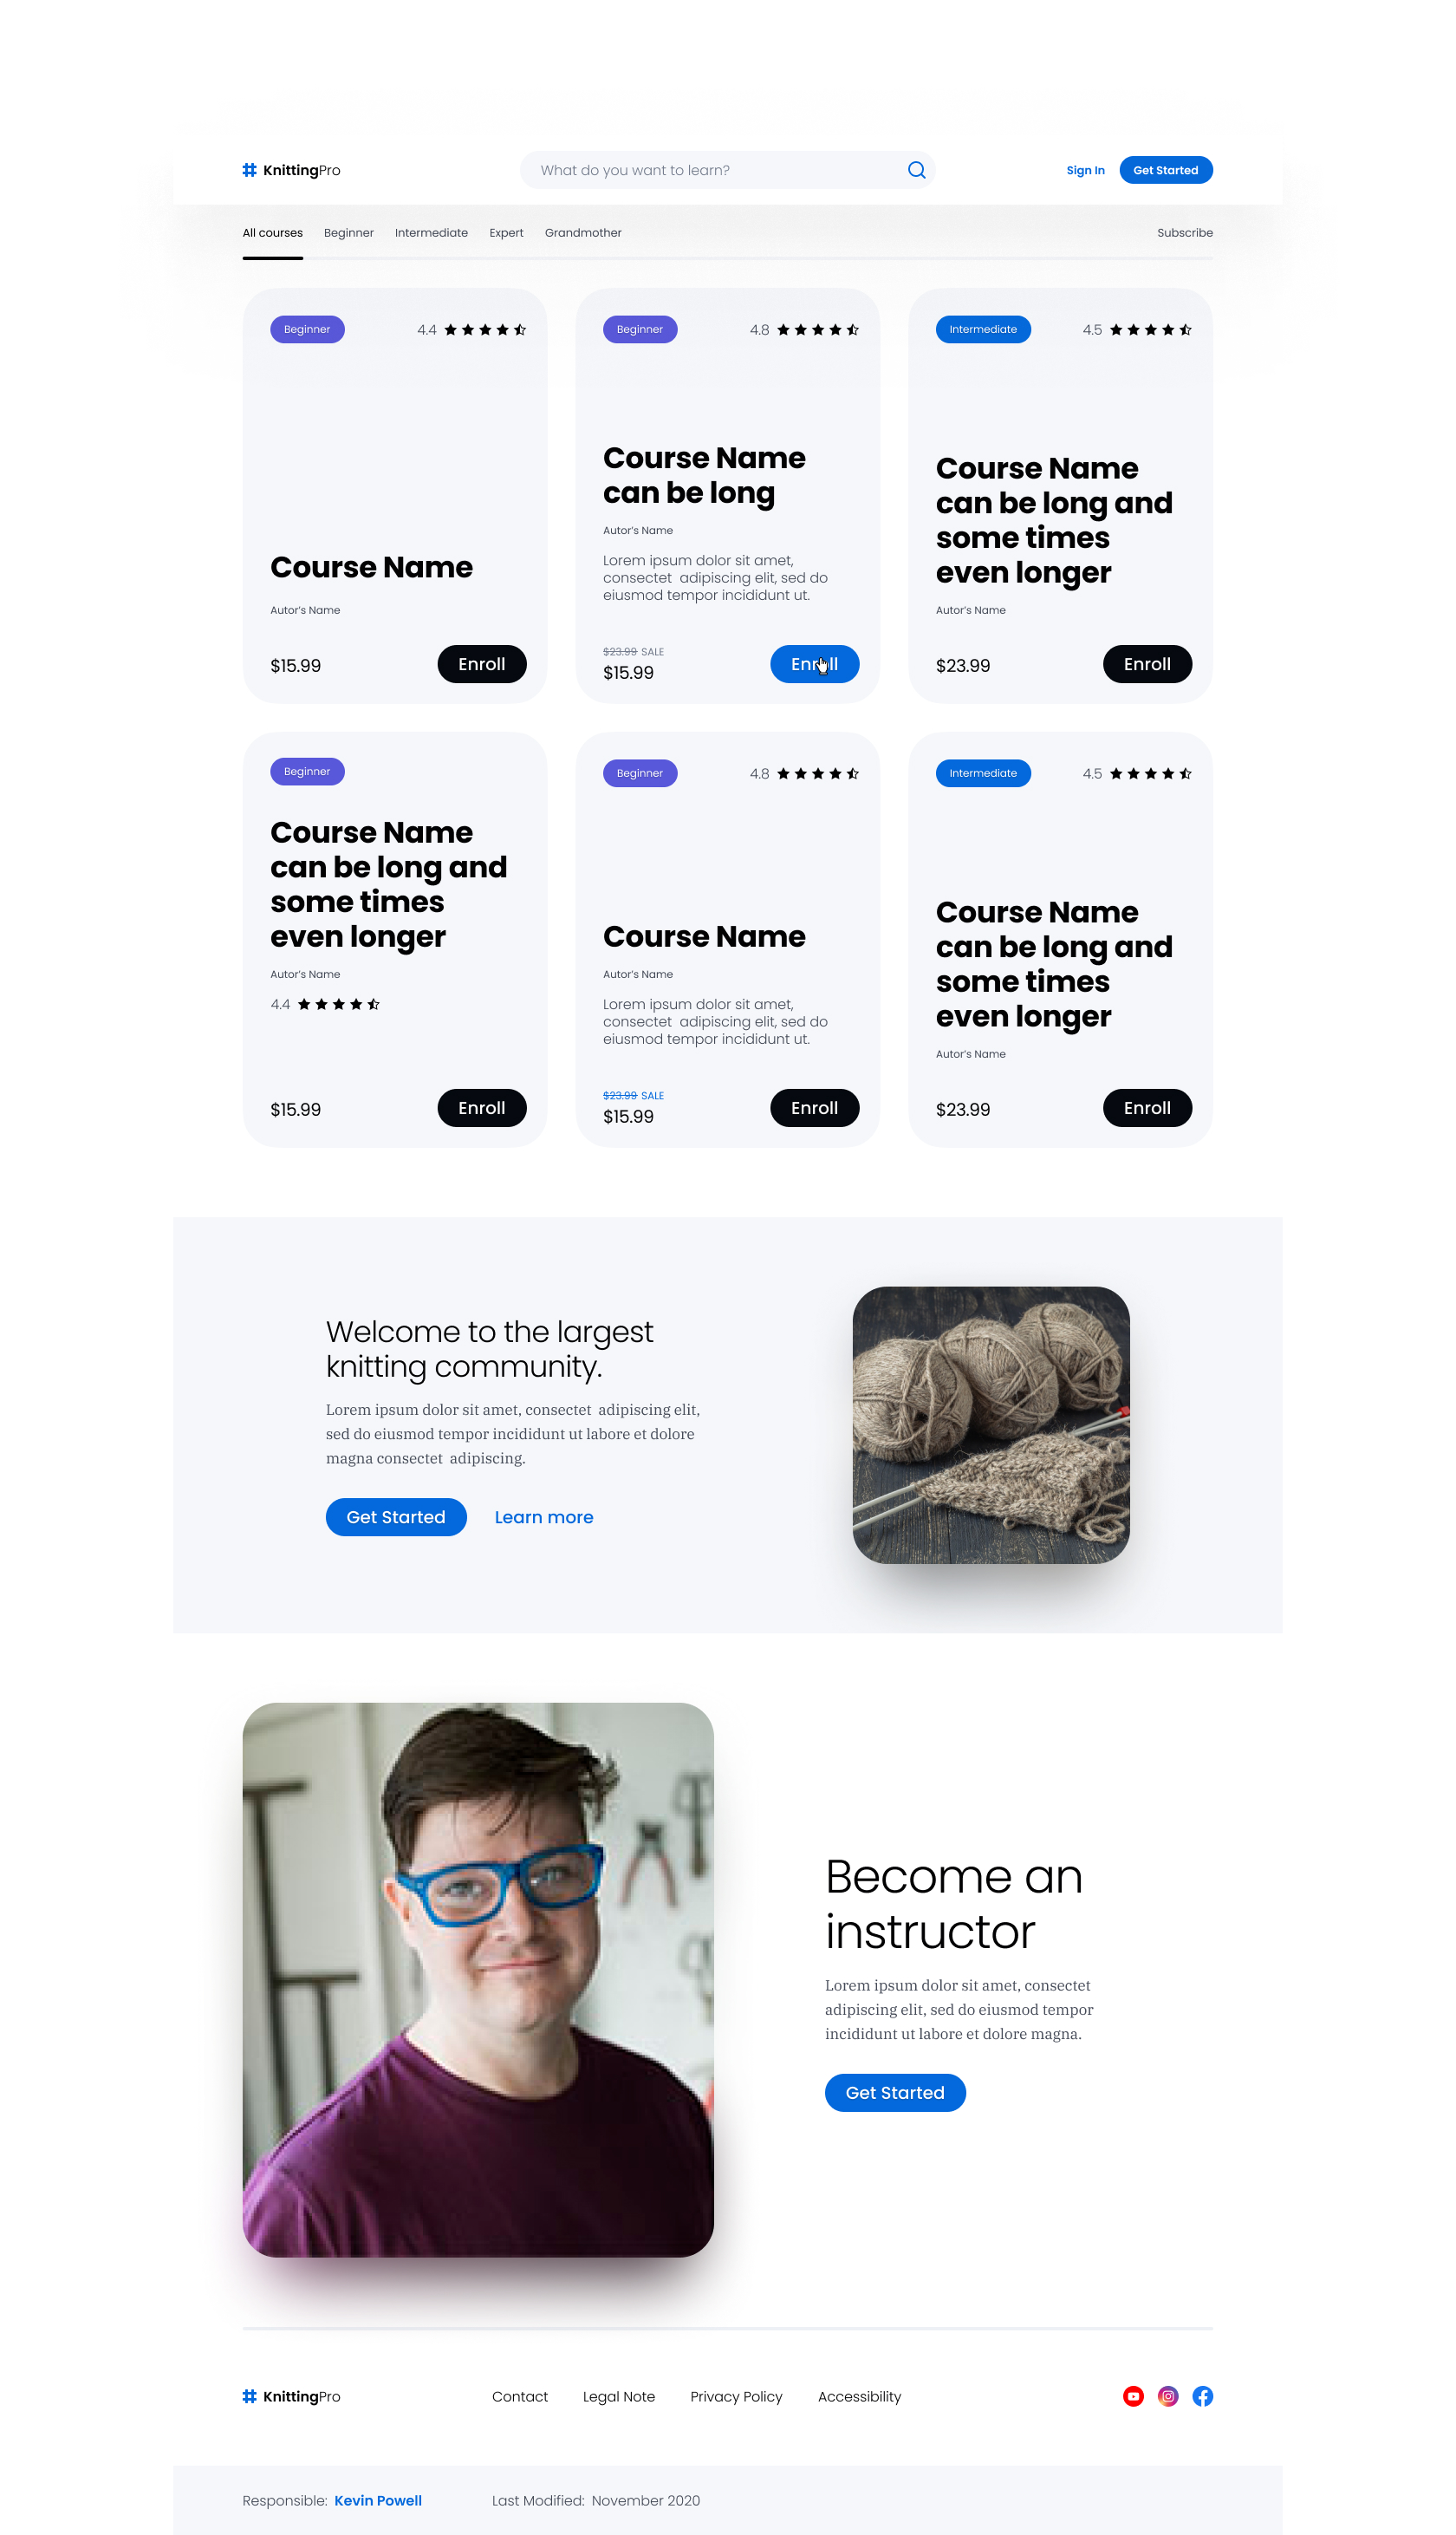 KnittingPro
What do you want to learn?
Sign In
Get Started
All courses
Beginner
Intermediate
Expert
Grandmother
Subscribe
Beginner
4.4
Course Name
Autor's Name
$15.99
Enroll
Beginner
4.8
Course Name
can be long
Autor's Name
Lorem ipsum dolor sit amet,
consectet adipiscing elit, sed do
eiusmod tempor incididunt ut.
$23.99 SALE
$15.99
Enroll
Intermediate
4.5
Course Name
can be long and
some times
even longer
Autor's Name
$23.99
Enroll
Beginner
Course Name
can be long and
some times
even longer
Autor's Name
4.4
$15.99
Enroll
Beginner
4.8
Course Name
Autor's Name
Lorem ipsum dolor sit amet,
consectet adipiscing elit, sed do
eiusmod tempor incididunt ut.
$23.99 SALE
$15.99
Enroll
Intermediate
4.5
Course Name
can be long and
some times
even longer
Autor's Name
$23.99
Enroll
Welcome to the largest
knitting community.
Lorem ipsum dolor sit amet, consectet adipiscing elit,
sed do eiusmod tempor incididunt ut labore et dolore
magna consectet adipiscing.
Get Started
Learn more
Become an
instructor
Lorem ipsum dolor sit amet, consectet
adipiscing elit, sed do eiusmod tempor
incididunt ut labore et dolore magna.
Get Started
KnittingPro
Contact
Legal Note
Privacy Policy
Accessibility
Responsible: Kevin Powell
Last Modified: November 2020